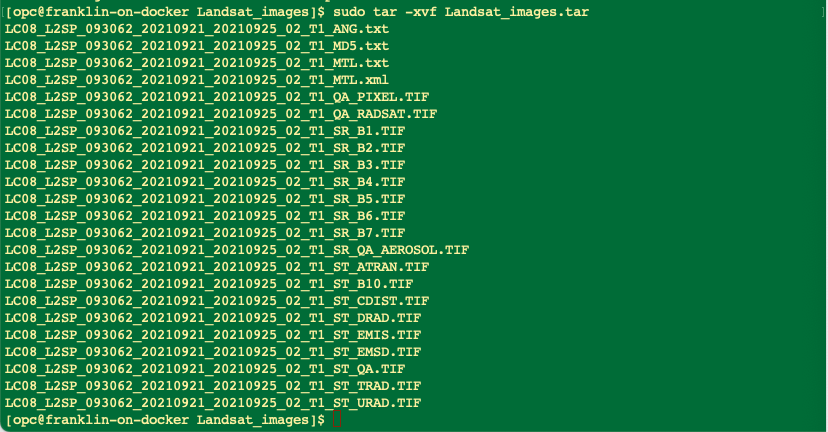 [opc@franklin-on-docker Landsat_images]$ sudo tar -xvf Landsat_images.tar
LC08_L2SP_093062_20210921_20210925_02_T1_ANG.txt
LC08_L2SP_093062_20210921_20210925_02_T1_MD5.txt
LC08_L2SP_093062_20210921_20210925_02_T1_MTL.txt
LC08_L2SP_093062_20210921_20210925_02_T1_MTL.xml
LC08_L2SP_093062_20210921_20210925_02_T1_QA_PIXEL.TIF
LC08_L2SP_093062_20210921_20210925_02_T1_QA_RADSAT.TIF
LC08_L2SP_093062_20210921_20210925_02_T1_SR_B1.TIF
LC08_L2SP_093062_20210921_20210925_02_T1_SR_B2.TIF
LC08_L2SP_093062_20210921_20210925_02_T1_SR_B3.TIF
LC08_L2SP_093062_20210921_20210925_02_T1_SR_B4.TIF
LC08_L2SP_093062_20210921_20210925_02_T1_SR_B5.TIF
LC08_L2SP_093062_20210921_20210925_02_T1_SR_B6.TIF
LC08_L2SP_093062_20210921_20210925_02_T1_SR_B7.TIF
LC08_L2SP_093062_20210921_20210925_02_T1_SR_QA_AEROSOL.TIF
LC08_L2SP_093062_20210921_20210925_02_T1_ST_ATRAN.TIF
LC08_L2SP_093062_20210921_20210925_02_T1_ST_B10.TIF
LC08_L2SP_093062_20210921_20210925_02_T1_ST_CDIST.TIF
LC08_L2SP_093062_20210921_20210925_02_T1_ST_DRAD.TIF
LC08_L2SP_093062_20210921_20210925_02_T1_ST_EMIS.TIF
LC08_L2SP_093062_20210921_20210925_02_T1_ST_EMSD.TIF
LC08_L2SP_093062_20210921_20210925_02_T1_ST_QA.TIF
LC08_L2SP_093062_20210921_20210925_02_T1_ST_TRAD.TIF
LC08_L2SP_093062_20210921_20210925_02_T1_ST_URAD.TIF
[opc@franklin-on-docker Landsat_images]$